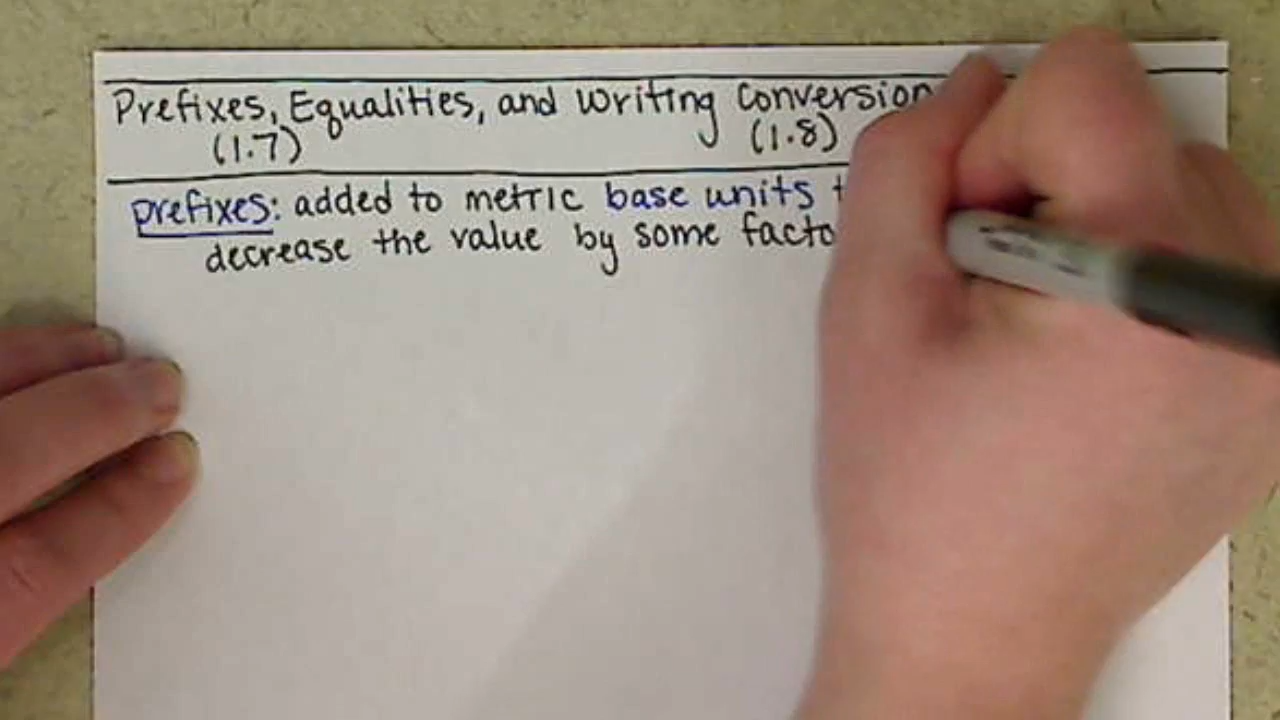 Prefixes, Equalities, and Writing Conversion
(1.7) (1.8)
prefixes: added to metric base units
decrease the value by some